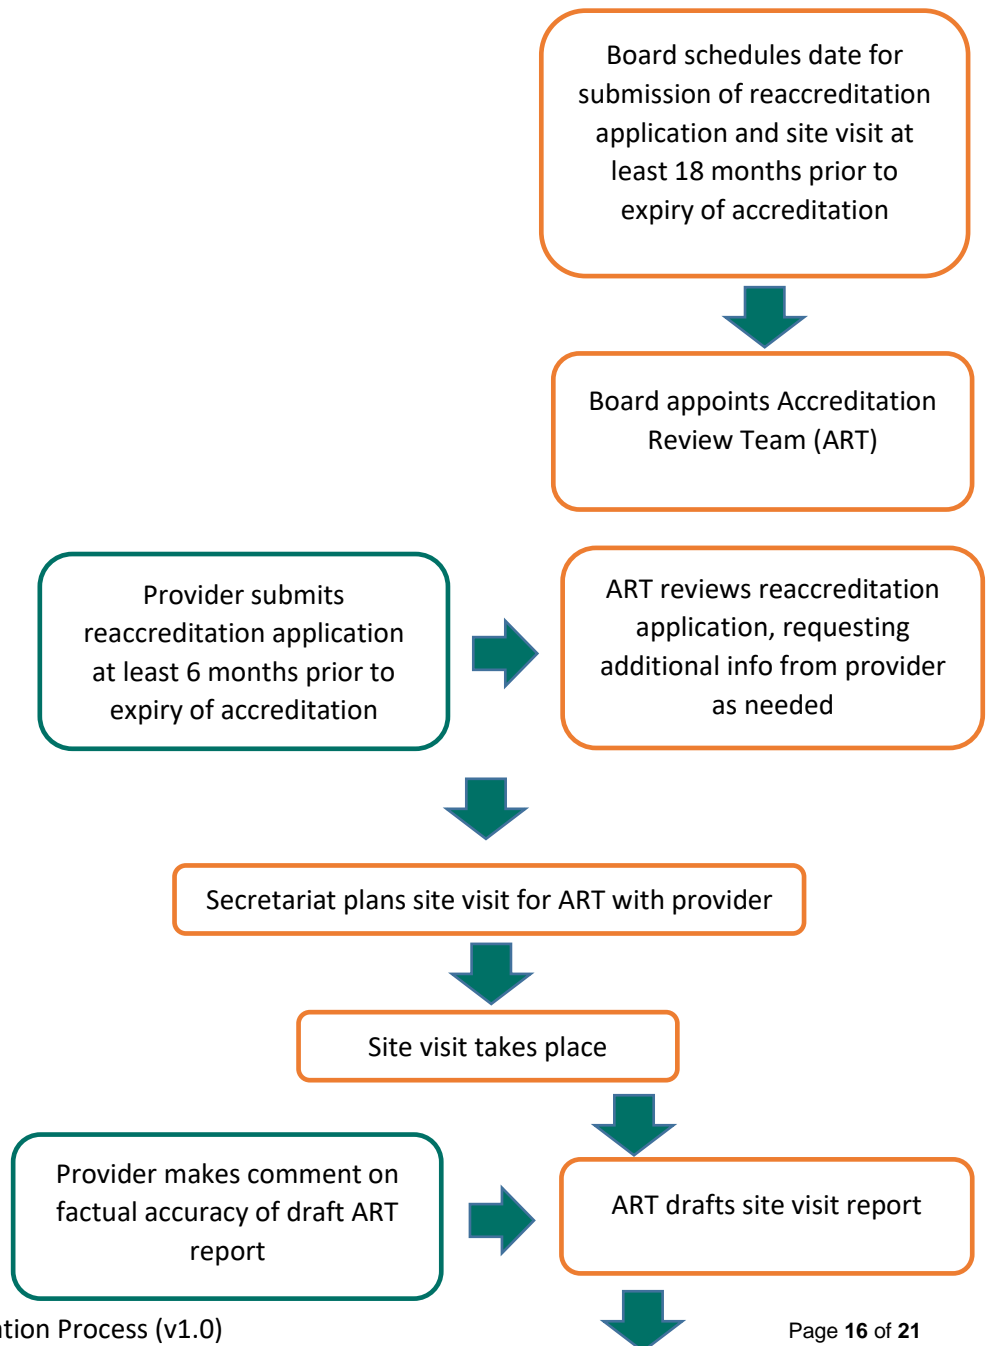 Board schedules date for
submission of reaccreditation
application and site visit at
least 18 months prior to
expiry of accreditation
Board appoints Accreditation
Review Team (ART)
Provider submits
reaccreditation application
at least 6 months prior to
expiry of accreditation
ART reviews reaccreditation
application, requesting
additional info from provider
as needed
Secretariat plans site visit for ART with provider
Site visit takes place
Provider makes comment on
factual accuracy of draft ART
report
ART drafts site visit report
ation Process (v1.0)
Page 16 of 21